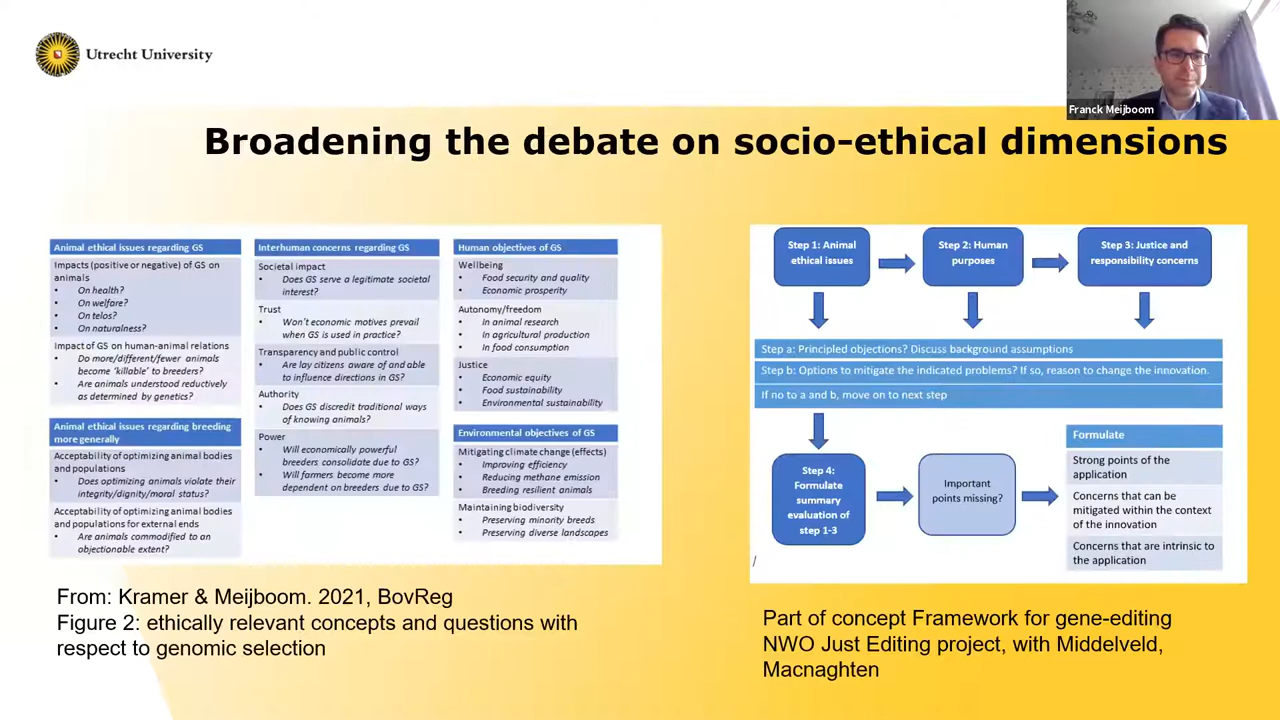 Utrecht University
Franck Meijboom
Broadening the debate on socio-ethical dimensions
Animal ethical issues regarding GS
Impacts (positive or negative) of GS on
animals
• On health?
• On welfare?
• On telos?
• On naturalness?
Impact of GS on human-animal relations
• Do more/different/fewer animals
become 'killable' to breeders?
• Are animals understood reductively
as determined by genetics?
Animal ethical issues regarding breeding
more generally
Acceptability of optimizing animal bodies
and populations
• Does optimizing animals violate their
integrity/dignity/moral status?
Acceptability of optimizing animal bodies
and populations for external ends
• Are animals commodified to an
objectionable extent?
Interhuman concerns regarding GS
Societal impact
• Does GS serve a legitimate societal
interest?
Trust
• Won't economic motives prevail
when GS is used in practice?
Transparency and public control
• Are lay citizens aware of and able
to influence directions in GS?
Authority
• Does GS discredit traditional ways
of knowing animals?
Power
• Will economically powerful
breeders consolidate due to GS?
• Will farmers become more
dependent on breeders due to GS?
Human objectives of GS
Wellbeing
• Food security and quality
• Economic prosperity
Autonomy/freedom
• In animal research
• In agricultural production
• In food consumption
Justice
• Economic equity
• Food sustainability
• Environmental sustainability
Environmental objectives of GS
Mitigating climate change (effects)
• Improving efficiency
• Reducing methane emission
• Breeding resilient animals
Maintaining biodiversity
• Preserving minority breeds
• Preserving diverse landscapes
From: Kramer & Meijboom. 2021, BovReg
Figure 2: ethically relevant concepts and questions with
respect to genomic selection
Step 1: Animal
ethical issues
Step 2: Human
purposes
Step 3: Justice and
responsibility concerns
Step a: Principled objections? Discuss background assumptions
Step b: Options to mitigate the indicated problems? If so, reason to change the innovation.
If no to a and b, move on to next step
Step 4:
Formulate
summary
evaluation of
step 1-3
Important
points missing?
Formulate
Strong points of the
application
Concerns that can be
mitigated within the context
of the innovation
Concerns that are intrinsic to
the application
/
Part of concept Framework for gene-editing
NWO Just Editing project, with Middelveld,
Macnaghten